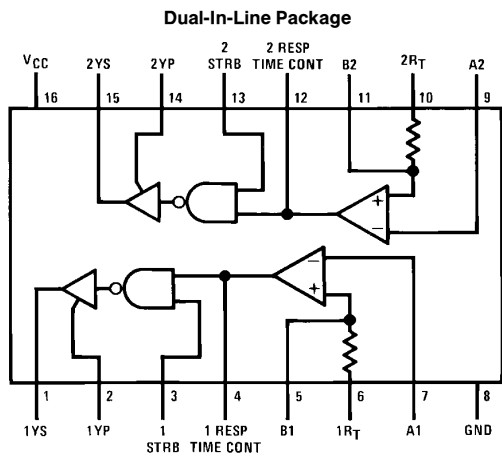 Dual-In-Line Package
VCC 2YS 2YP 2 STRB 2 RESP TIME CONT B2 2RT A2
16 15 14 13 12 11 10 9
+
−
−
+
1 2 3 4 5 6 7 8
1YS 1YP 1 STRB 1 RESP TIME CONT B1 1RT A1 GND